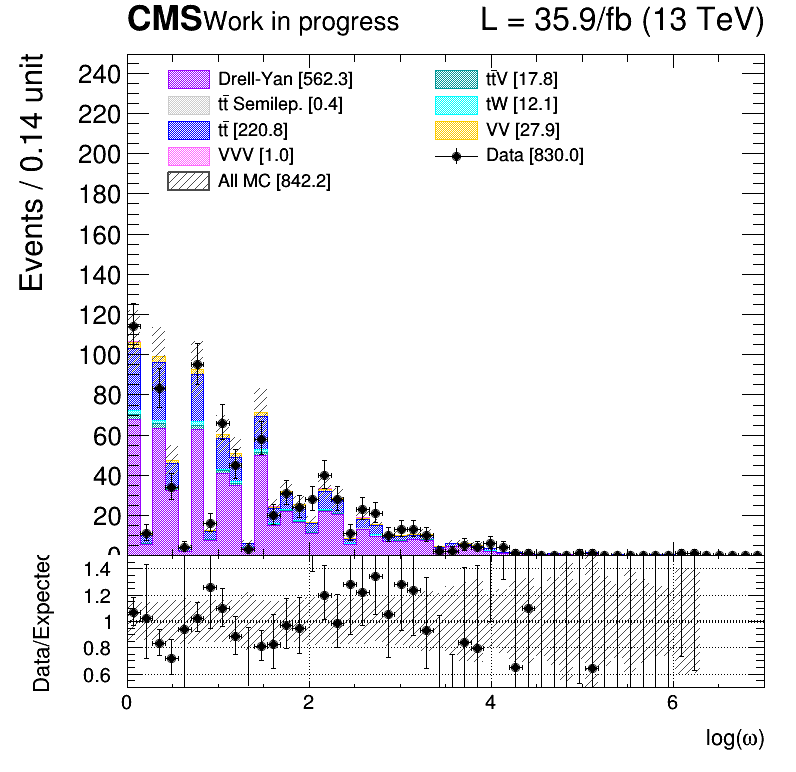 CMS Work in progress L = 35.9/fb (13 TeV)
Events / 0.14 unit
240
220
200
180
160
140
120
100
80
60
40
20
0
Drell-Yan [562.3]
tt̄ Semilep. [0.4]
tt̄ [220.8]
VVV [1.0]
All MC [842.2]
tt̄V [17.8]
tW [12.1]
VV [27.9]
Data [830.0]
Data/Expected
1.4
1.2
1
0.8
0.6
0 2 4 6
log(ω)